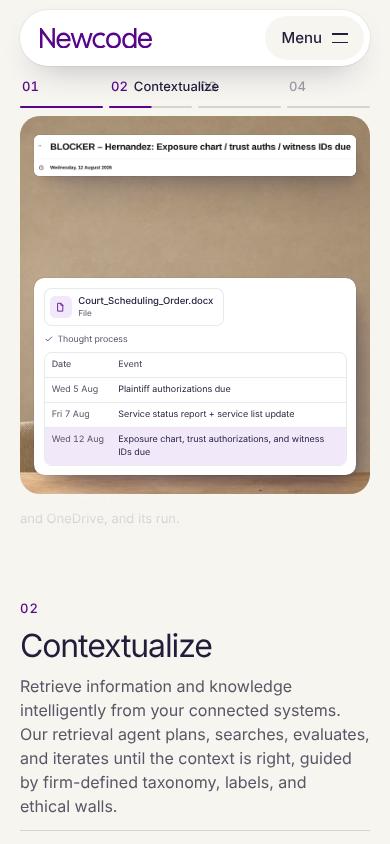 Newcode
Menu
01
02 Contextualize
03
04
BLOCKER – Hernandez: Exposure chart / trust auths / witness IDs due
Wednesday, 12 August 2026
Court_Scheduling_Order.docx
File
Thought process
Date Event
Wed 5 Aug Plaintiff authorizations due
Fri 7 Aug Service status report + service list update
Wed 12 Aug Exposure chart, trust authorizations, and witness
IDs due
and OneDrive, and its run.
02
Contextualize
Retrieve information and knowledge
intelligently from your connected systems.
Our retrieval agent plans, searches, evaluates,
and iterates until the context is right, guided
by firm-defined taxonomy, labels, and
ethical walls.